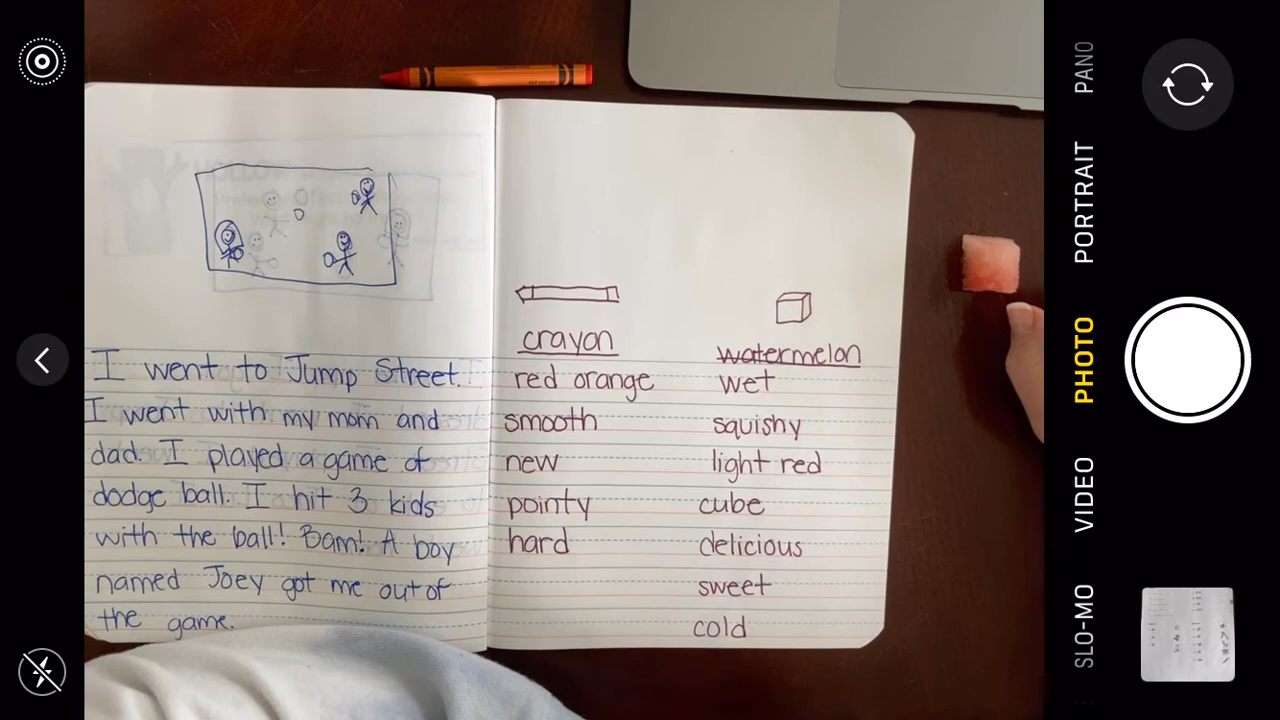 I went to Jump Street.
I went with my mom and
dad. I played a game of
dodge ball. I hit 3 kids
with the ball! Bam! A boy
named Joey got me out of
the game.
crayon
red orange
smooth
new
pointy
hard
watermelon
wet
squishy
light red
cube
delicious
sweet
cold
PANO
PORTRAIT
PHOTO
VIDEO
SLO-MO